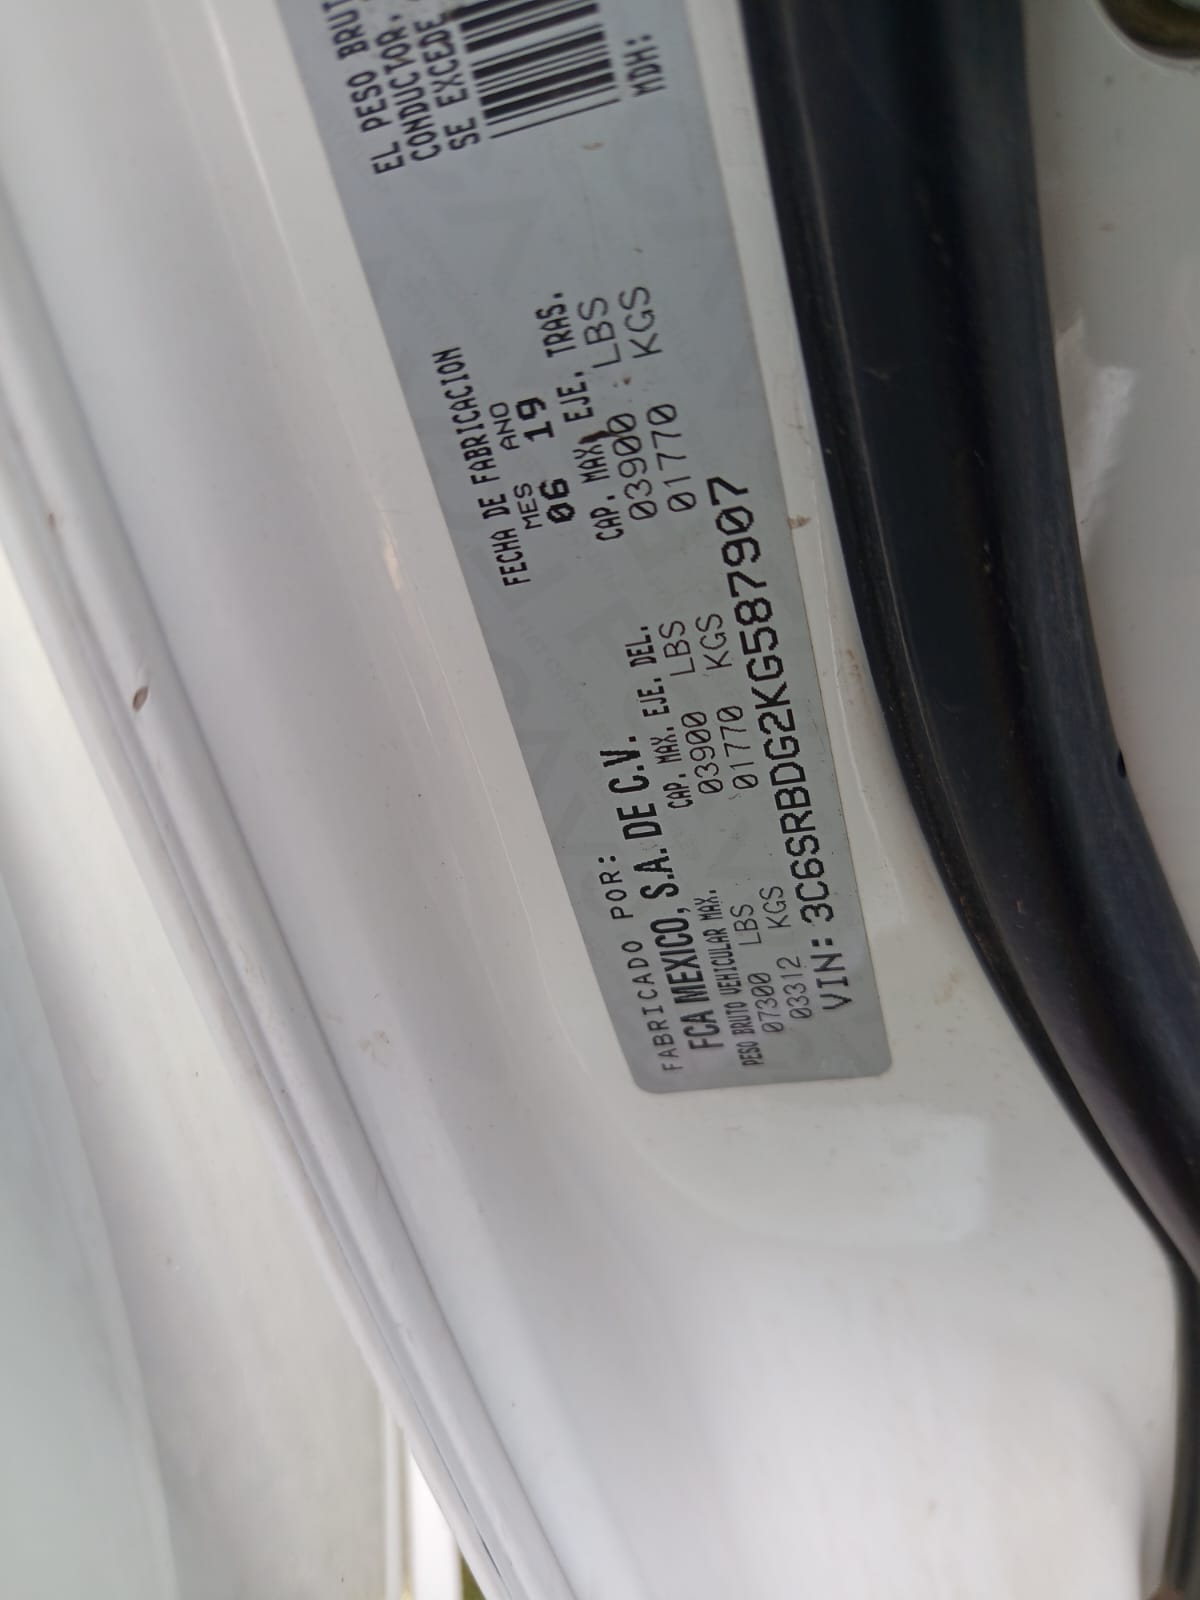 FABRICADO POR:
FCA MEXICO, S.A. DE C.V.
PESO BRUTO VEHICULAR MAX.
07300 LBS
03312 KGS
CAP. MAX. EJE. DEL.
03900 LBS
01770 KGS
FECHA DE FABRICACION
MES ANO
06 19
CAP. MAX. EJE. TRAS.
03900 LBS
01770 KGS
VIN: 3C6SRBDG2KG587907
EL PESO BRUT
CONDUCTOR,
SE EXCEDE
MDH: